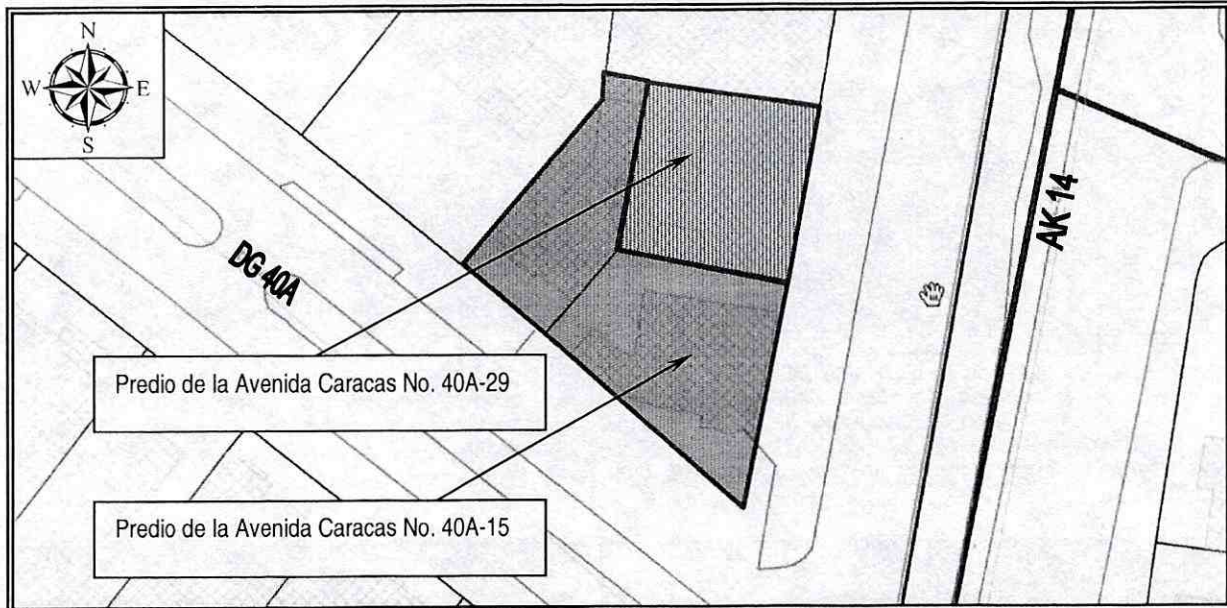 N
W E
S
DG 40A
AK 14
Predio de la Avenida Caracas No. 40A-29
Predio de la Avenida Caracas No. 40A-15